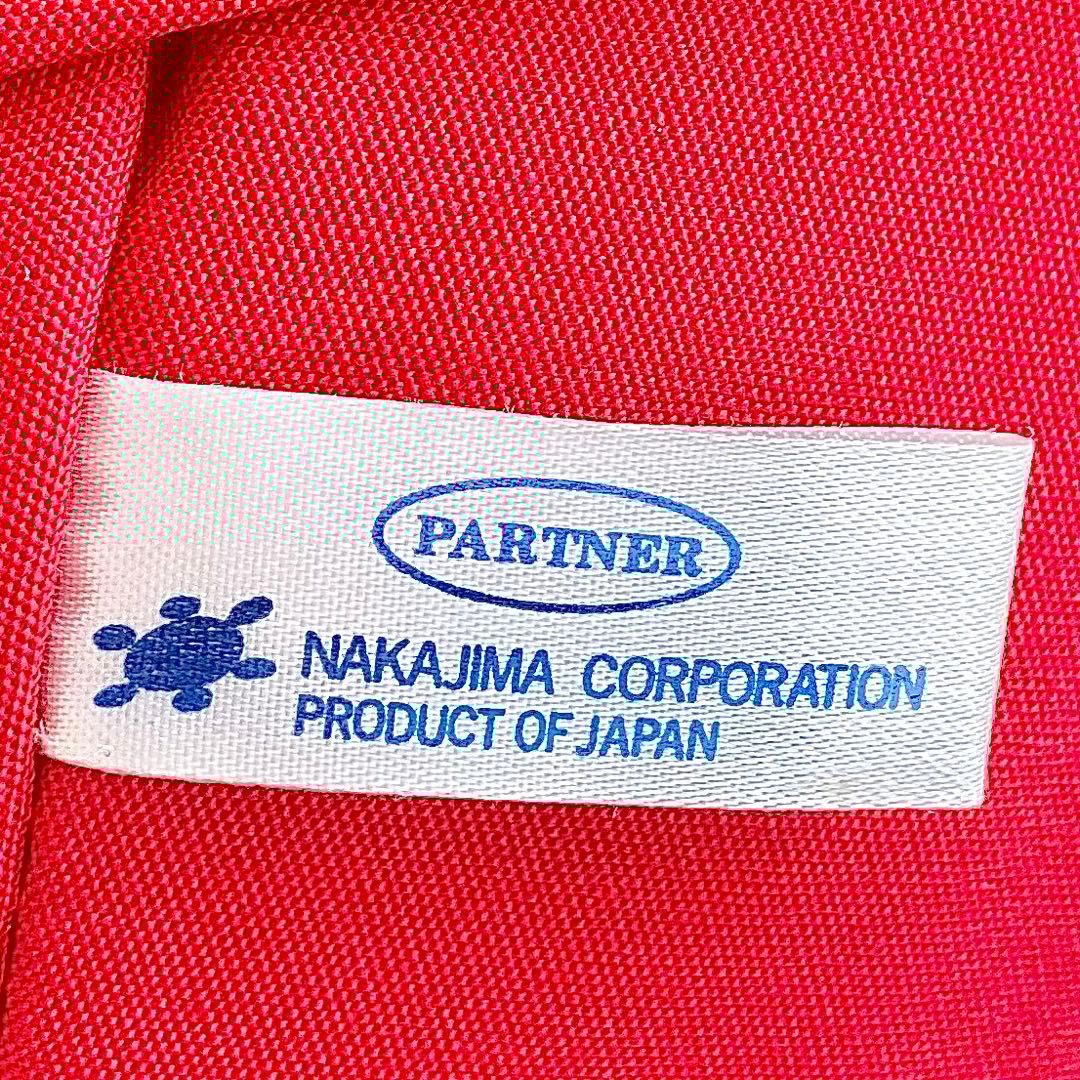 PARTNER
NAKAJIMA CORPORATION
PRODUCT OF JAPAN